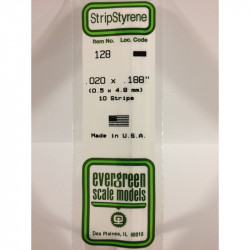 StripStyrene
Item No. Loc. Code
128
.020 x .188"
(0.5 x 4.8 mm)
10 Strips
Made in U.S.A.
evergreen
scale models
Des Plaines, IL 60018